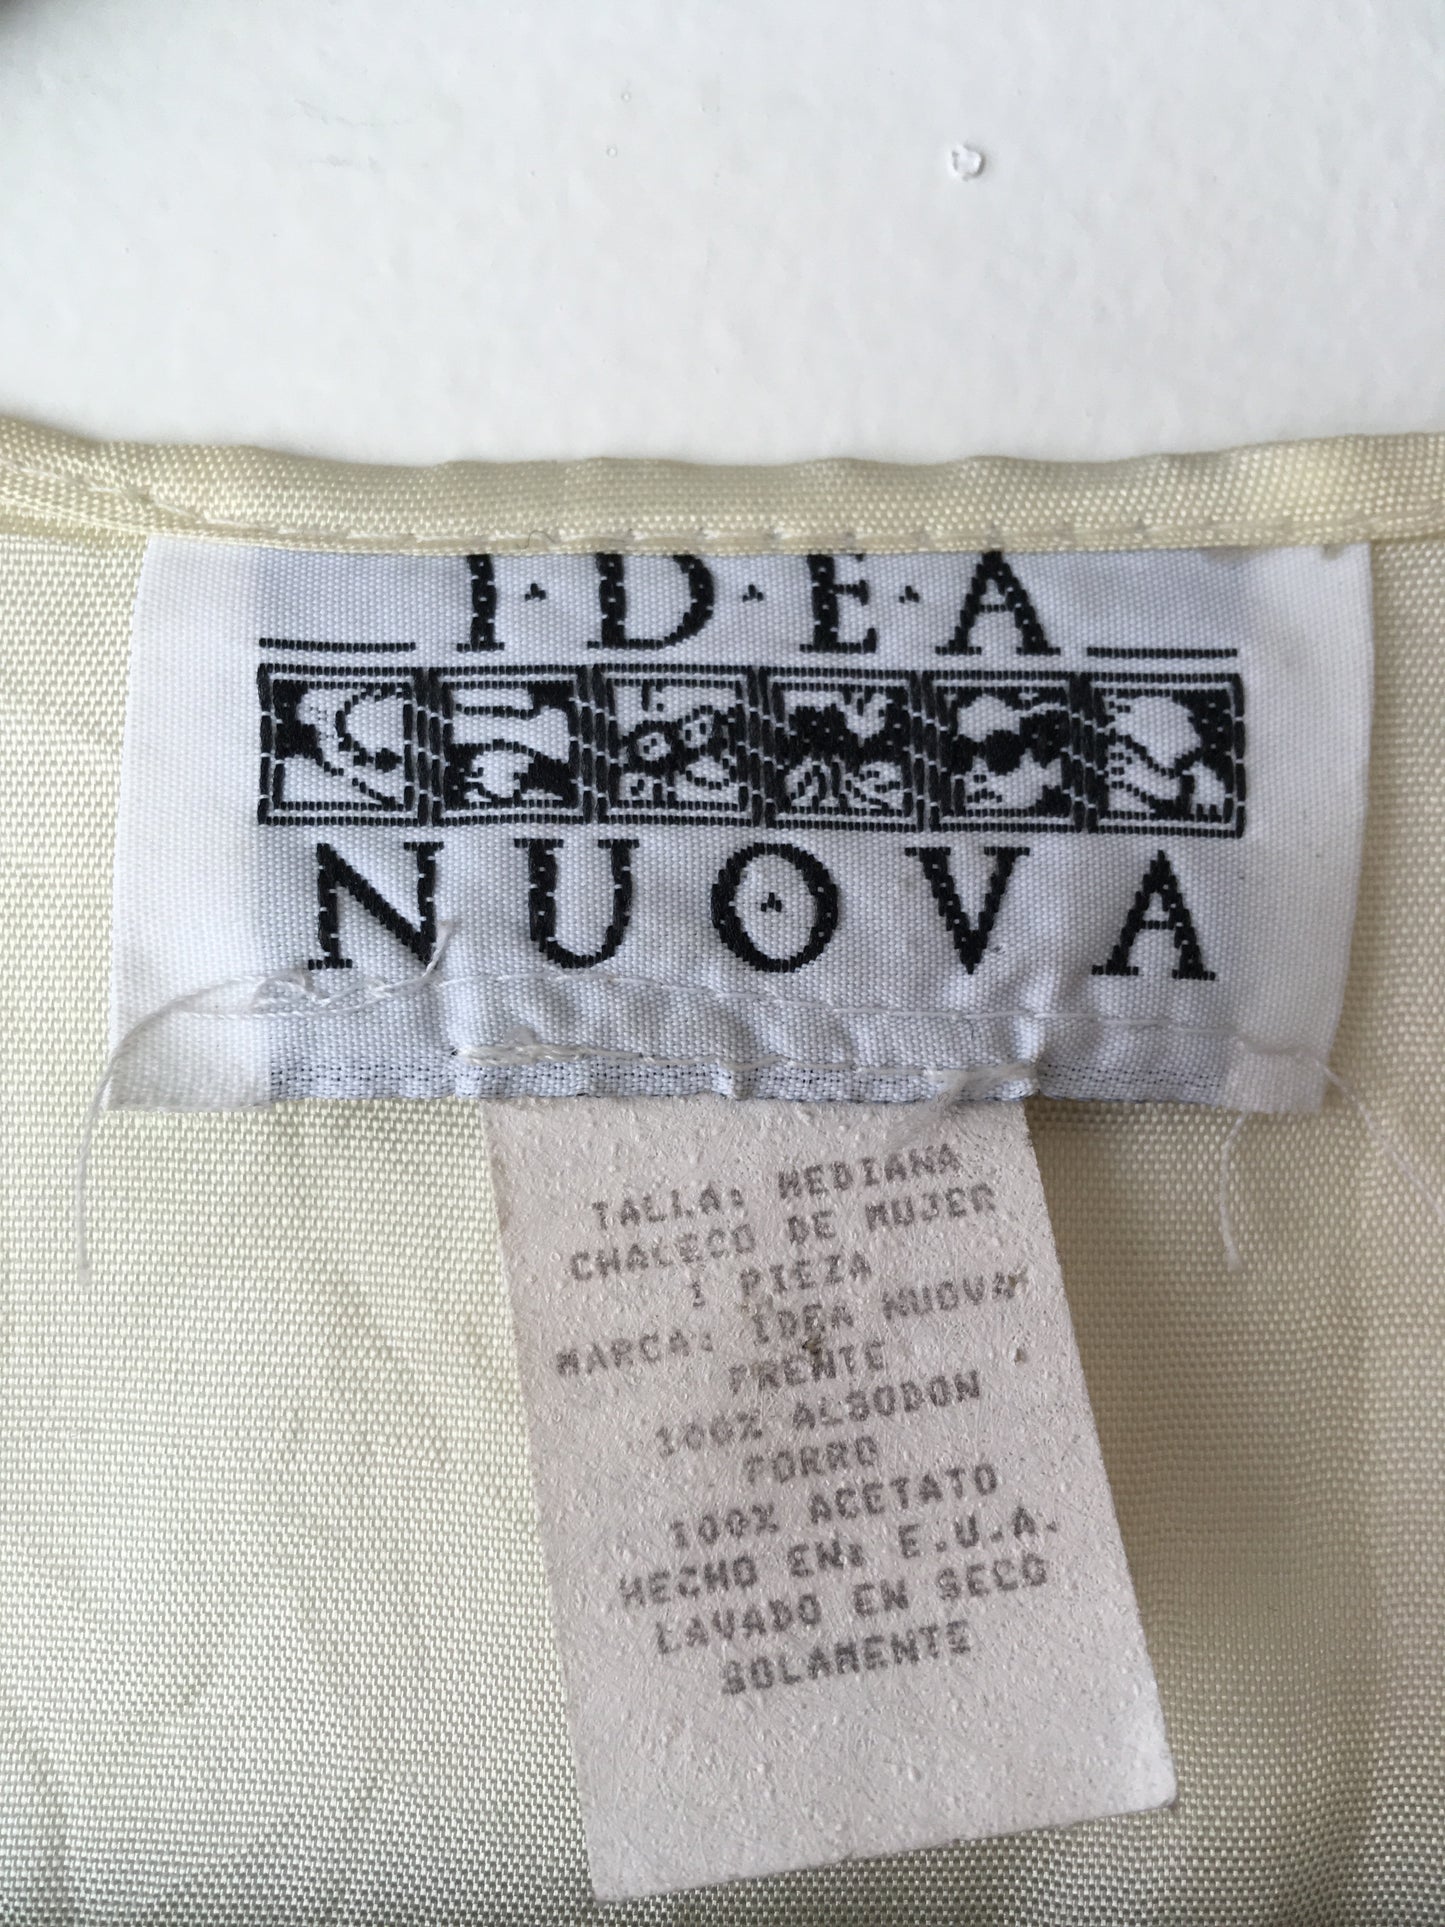 I·D·E·A
NUOVA
TALLA: MEDIANA
CHALECO DE MUJER
1 PIEZA
MARCA: IDEA NUOVA
FRENTE
100% ALGODON
FORRO
100% ACETATO
HECHO EN: E.U.A.
LAVADO EN SECO
SOLAMENTE